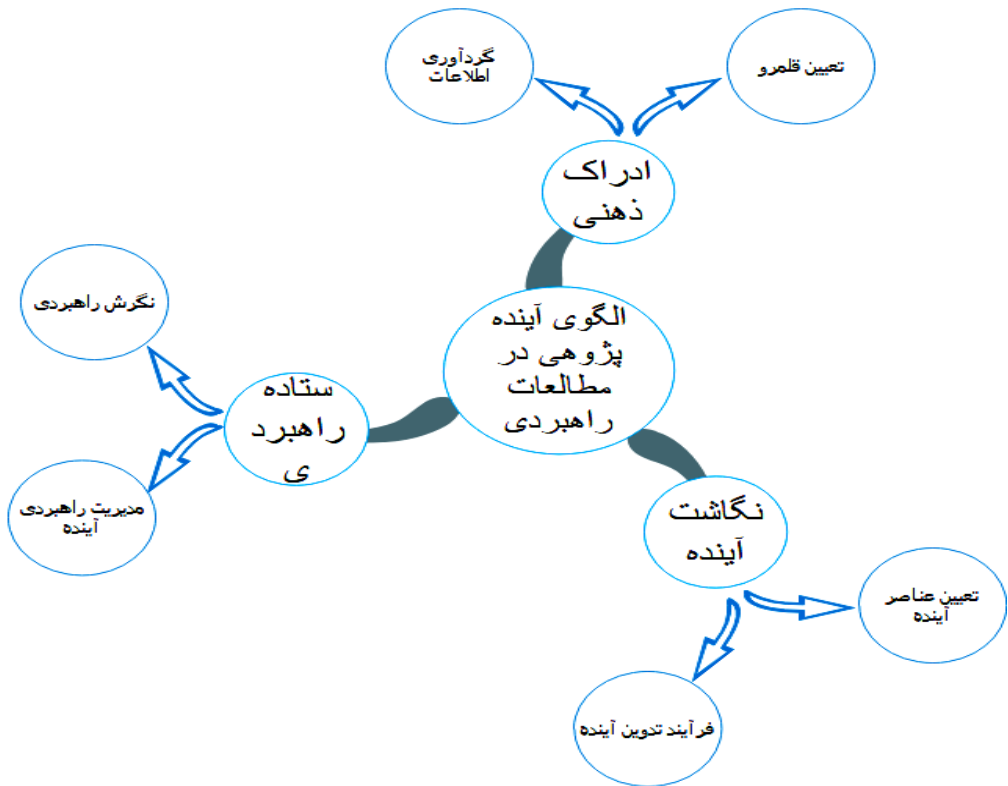 تعیین قلمرو
گردآوری
اطلاعات
ادراک
ذهنی
الگوی آینده
پژوهی در
مطالعات
راهبردی
نگرش راهبردی
ستاده
راهبرد
ی
مدیریت راهبردی
آینده
نگاشت
آینده
تعیین عناصر
آینده
فرآیند تدوین آینده